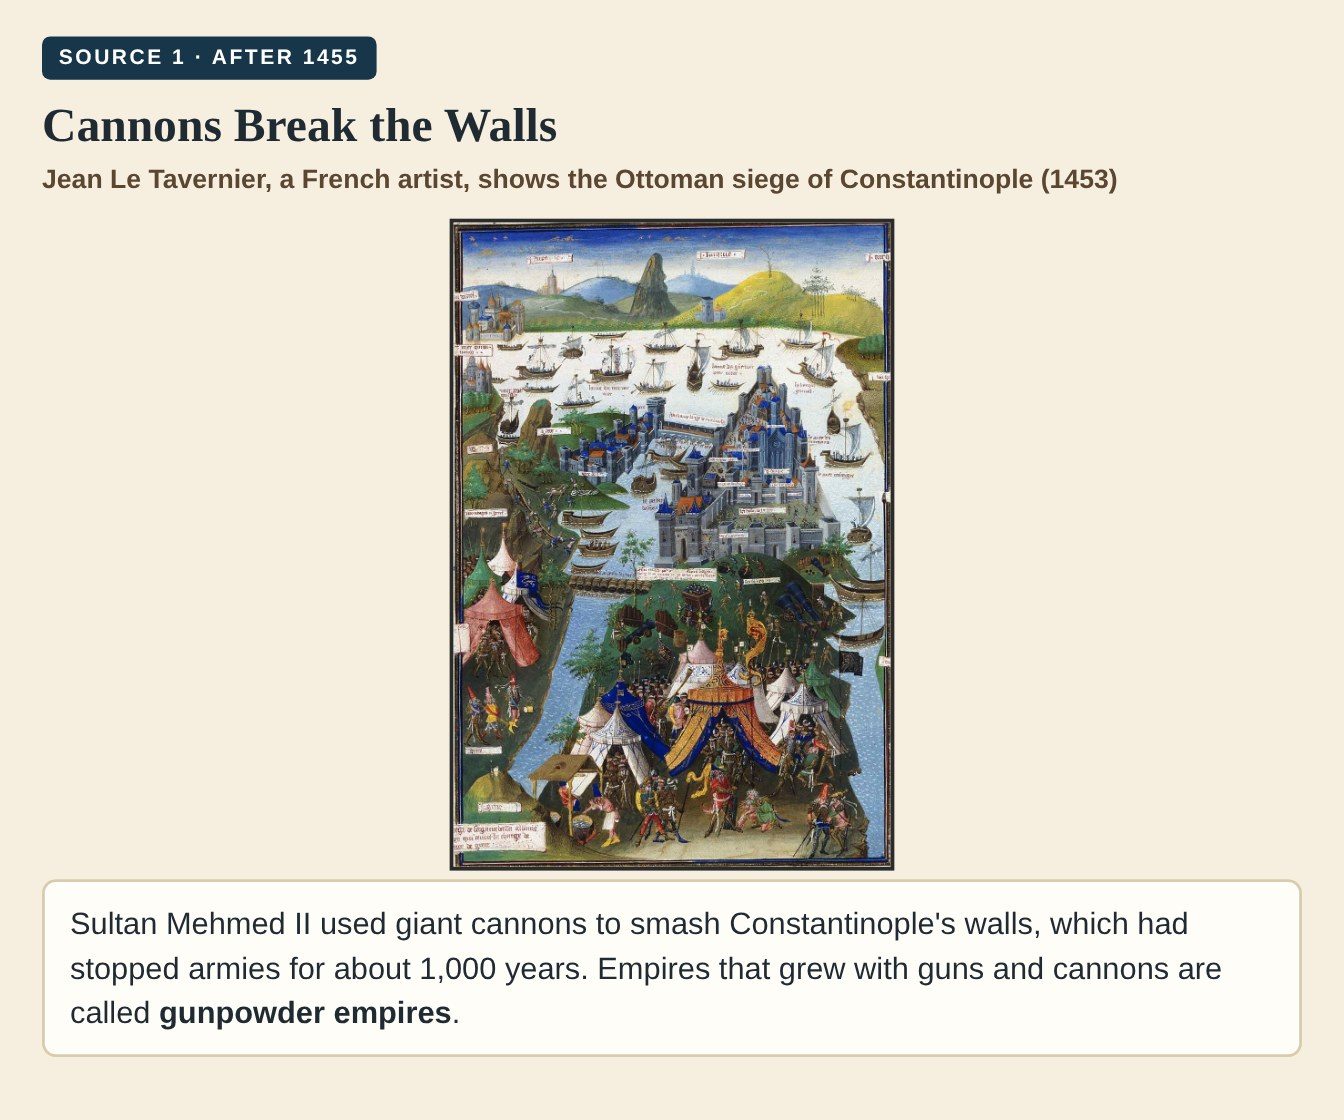 SOURCE 1 · AFTER 1455
Cannons Break the Walls
Jean Le Tavernier, a French artist, shows the Ottoman siege of Constantinople (1453)
Sultan Mehmed II used giant cannons to smash Constantinople's walls, which had
stopped armies for about 1,000 years. Empires that grew with guns and cannons are
called gunpowder empires.